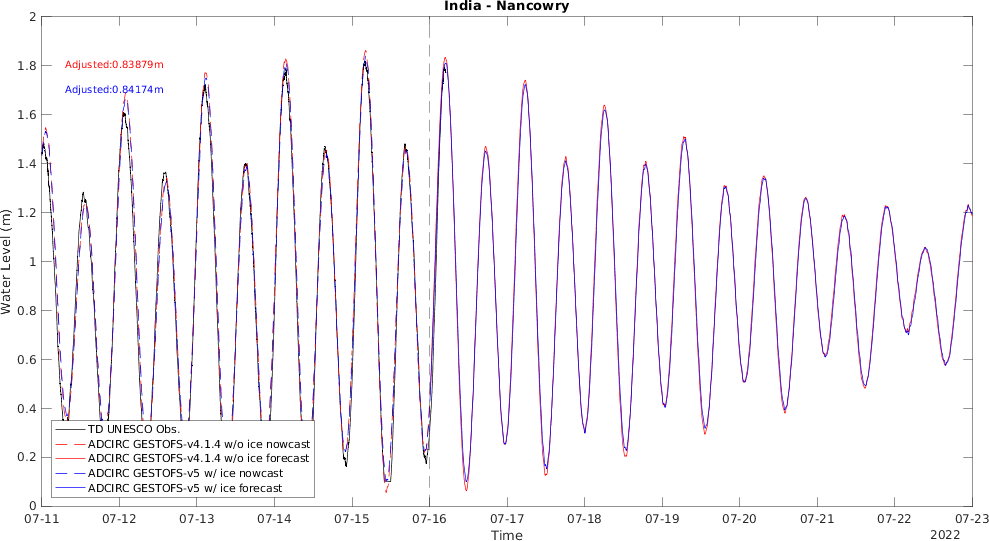 India - Nancowry
2
1.8
1.6
1.4
1.2
1
0.8
0.6
0.4
0.2
0
Water Level (m)
Adjusted:0.83879m
Adjusted:0.84174m
TD UNESCO Obs.
ADCIRC GESTOFS-v4.1.4 w/o ice nowcast
ADCIRC GESTOFS-v4.1.4 w/o ice forecast
ADCIRC GESTOFS-v5 w/ ice nowcast
ADCIRC GESTOFS-v5 w/ ice forecast
07-11 07-12 07-13 07-14 07-15 07-16 07-17 07-18 07-19 07-20 07-21 07-22 07-23
Time
2022